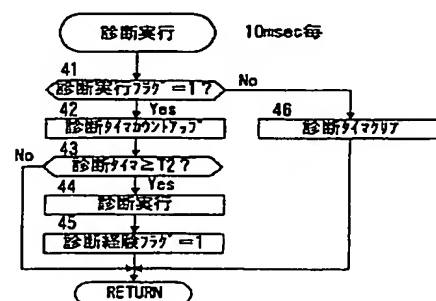 診断実行 10msec毎
41
診断実行フラグ=1? No
42 Yes 46
診断タイマカウントアップ 診断タイマクリア
43
No 診断タイマ≧T2?
44 Yes
診断実行
45
診断経験フラグ=1
RETURN